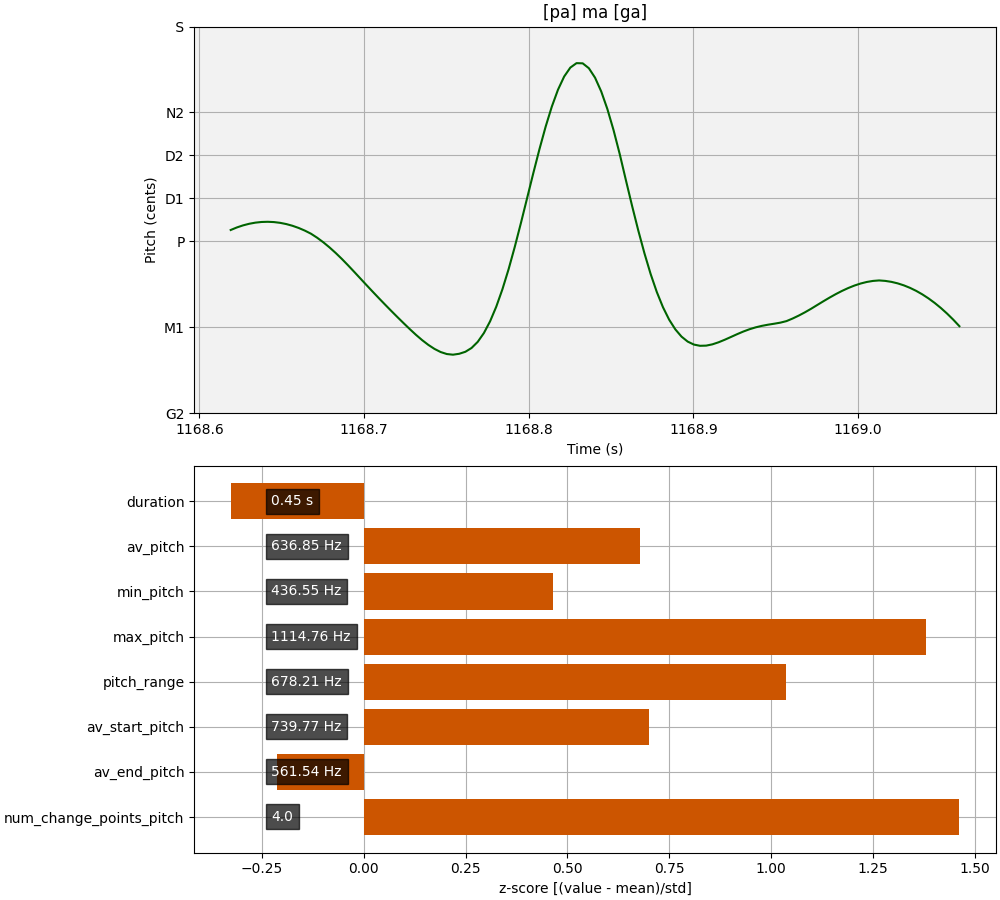 [pa] ma [ga]
S
N2
D2
D1
P
M1
G2
Pitch (cents)
1168.6 1168.7 1168.8 1168.9 1169.0
Time (s)
duration 0.45 s
av_pitch 636.85 Hz
min_pitch 436.55 Hz
max_pitch 1114.76 Hz
pitch_range 678.21 Hz
av_start_pitch 739.77 Hz
av_end_pitch 561.54 Hz
num_change_points_pitch 4.0
−0.25 0.00 0.25 0.50 0.75 1.00 1.25 1.50
z-score [(value - mean)/std]